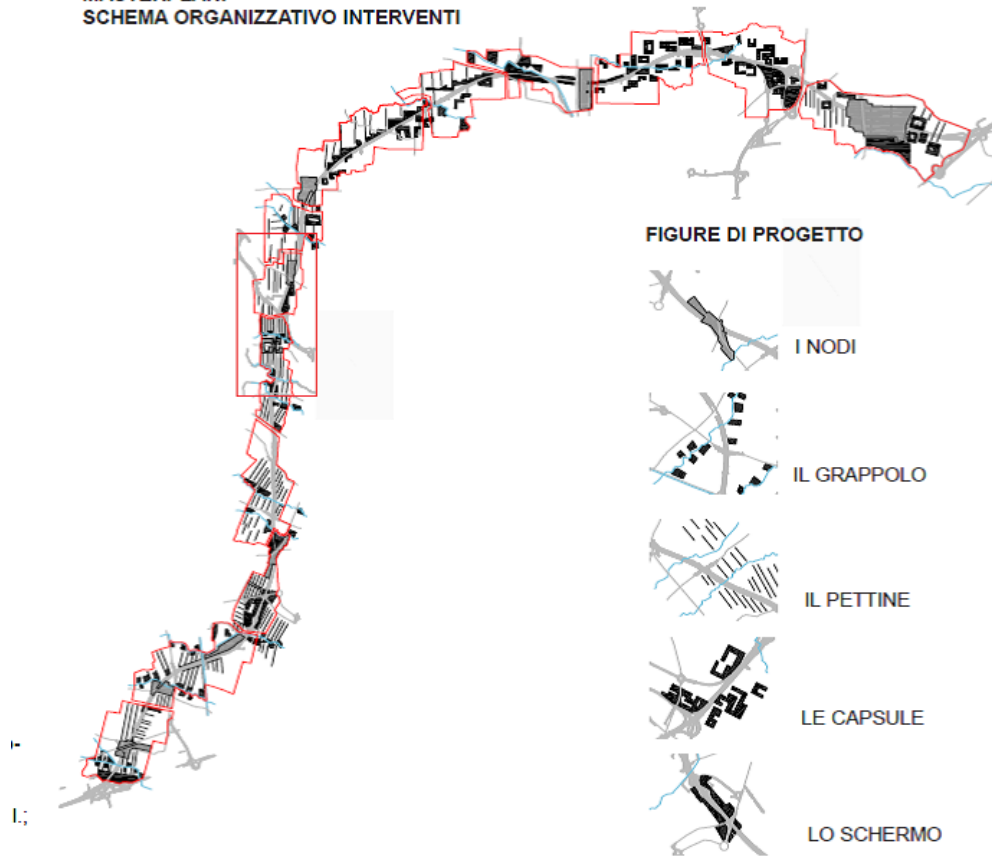 SCHEMA ORGANIZZATIVO INTERVENTI
FIGURE DI PROGETTO
I NODI
IL GRAPPOLO
IL PETTINE
LE CAPSULE
LO SCHERMO